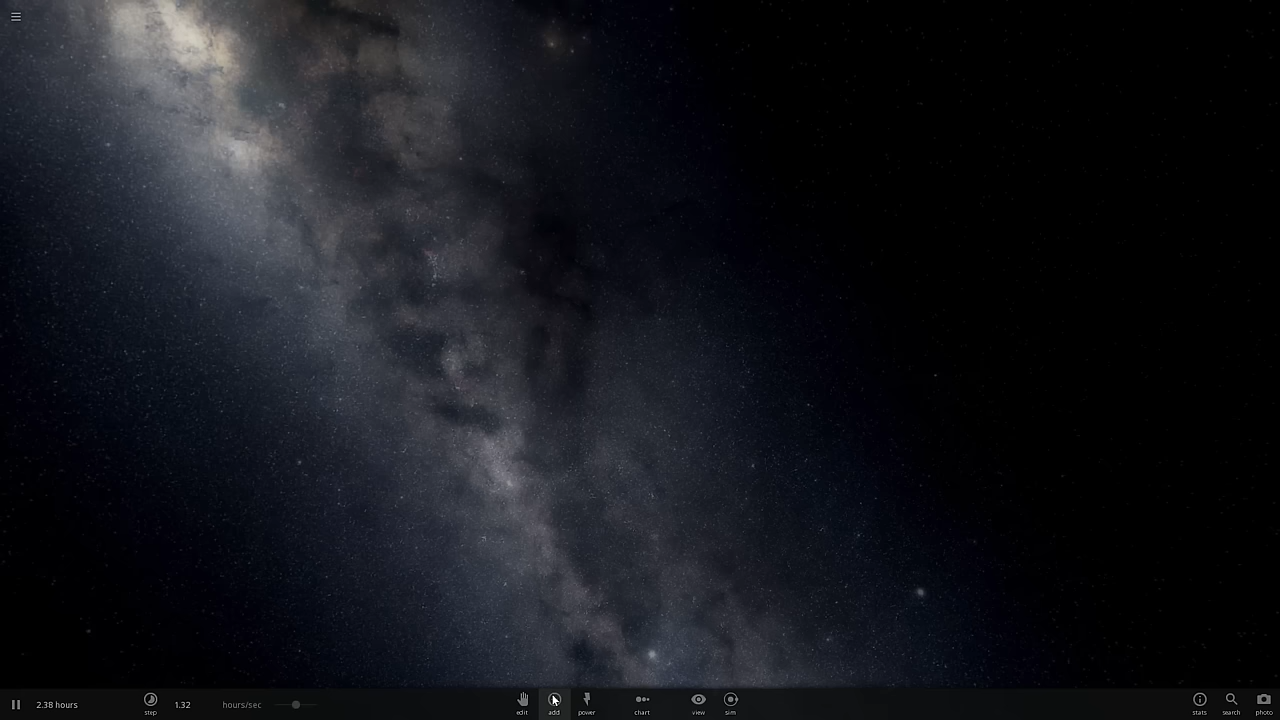 2.38 hours
step
1.32
hours/sec
edit
add
power
chart
view
sim
stats
search
photo